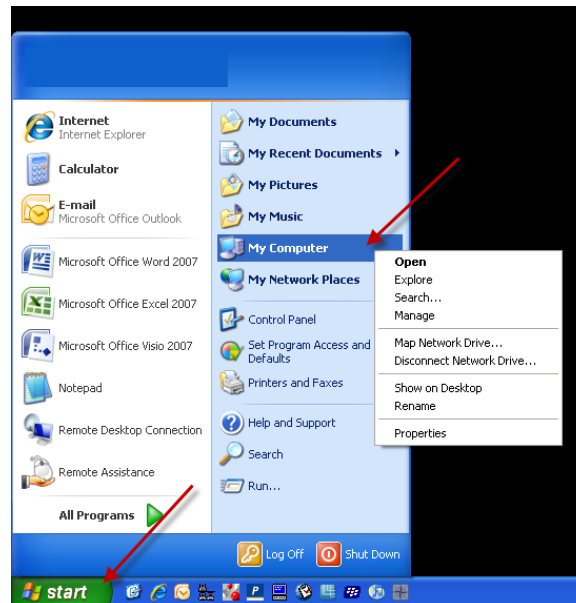 Internet
Internet Explorer
Calculator
E-mail
Microsoft Office Outlook
Microsoft Office Word 2007
Microsoft Office Excel 2007
Microsoft Office Visio 2007
Notepad
Remote Desktop Connection
Remote Assistance
All Programs
My Documents
My Recent Documents
My Pictures
My Music
My Computer
My Network Places
Control Panel
Set Program Access and
Defaults
Printers and Faxes
Help and Support
Search
Run...
Open
Explore
Search...
Manage
Map Network Drive...
Disconnect Network Drive...
Show on Desktop
Rename
Properties
Log Off
Shut Down
start